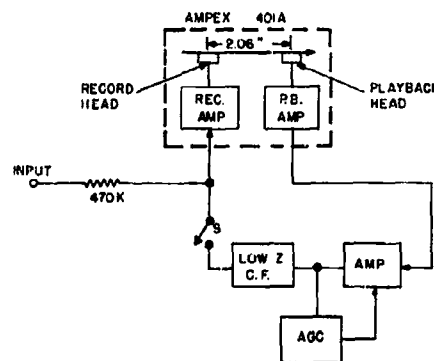 AMPEX 401A
2.06"
RECORD HEAD
PLAYBACK HEAD
REC. AMP
P.B. AMP
INPUT
470K
S
LOW Z C.F.
AMP
AGC